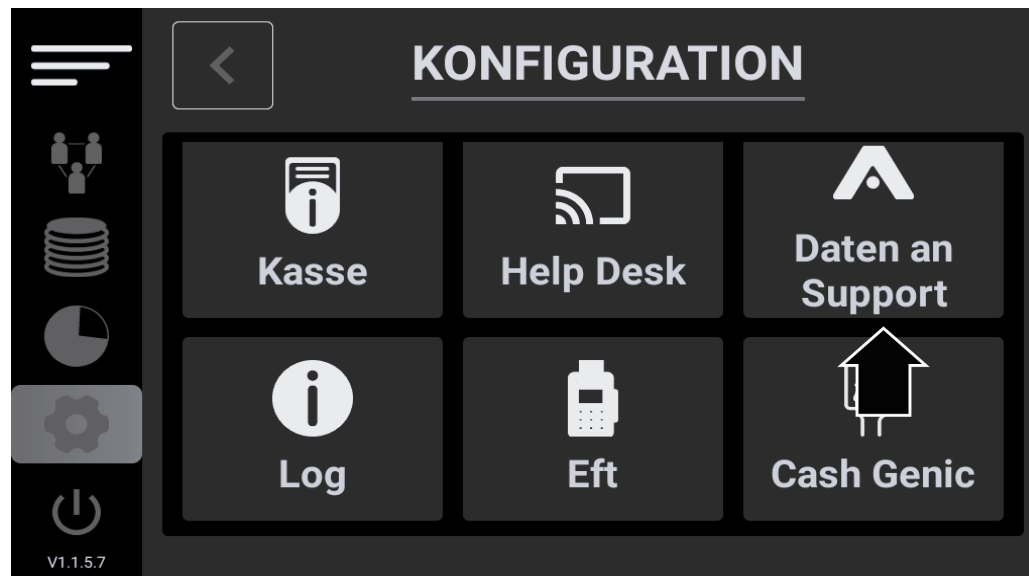 KONFIGURATION
Kasse
Help Desk
Daten an
Support
Log
Eft
Cash Genic
V1.1.5.7